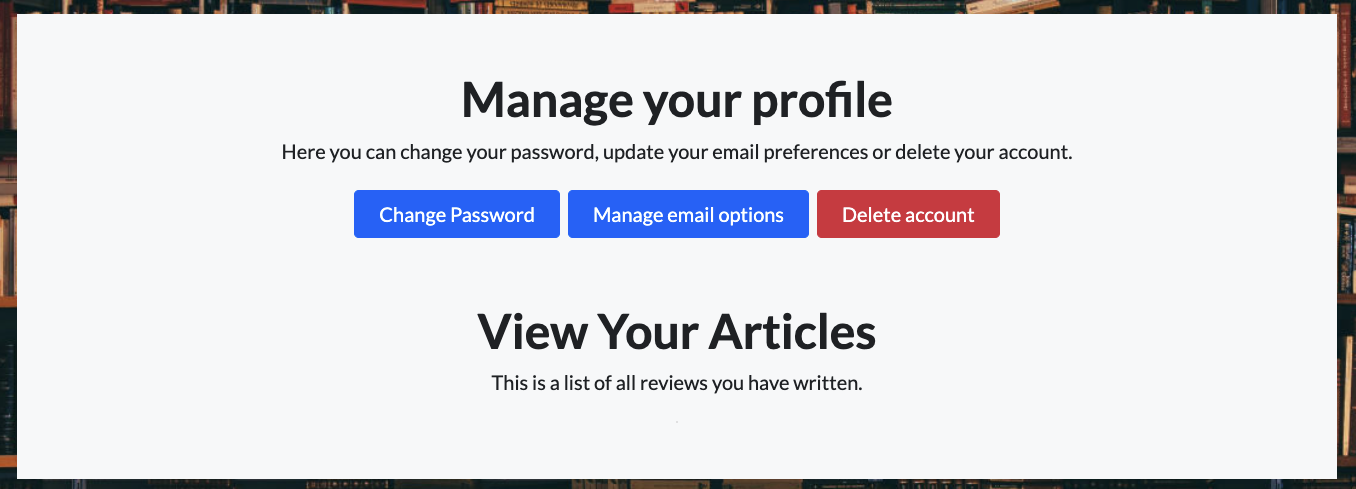 Manage your profile
Here you can change your password, update your email preferences or delete your account.
Change Password
Manage email options
Delete account
View Your Articles
This is a list of all reviews you have written.